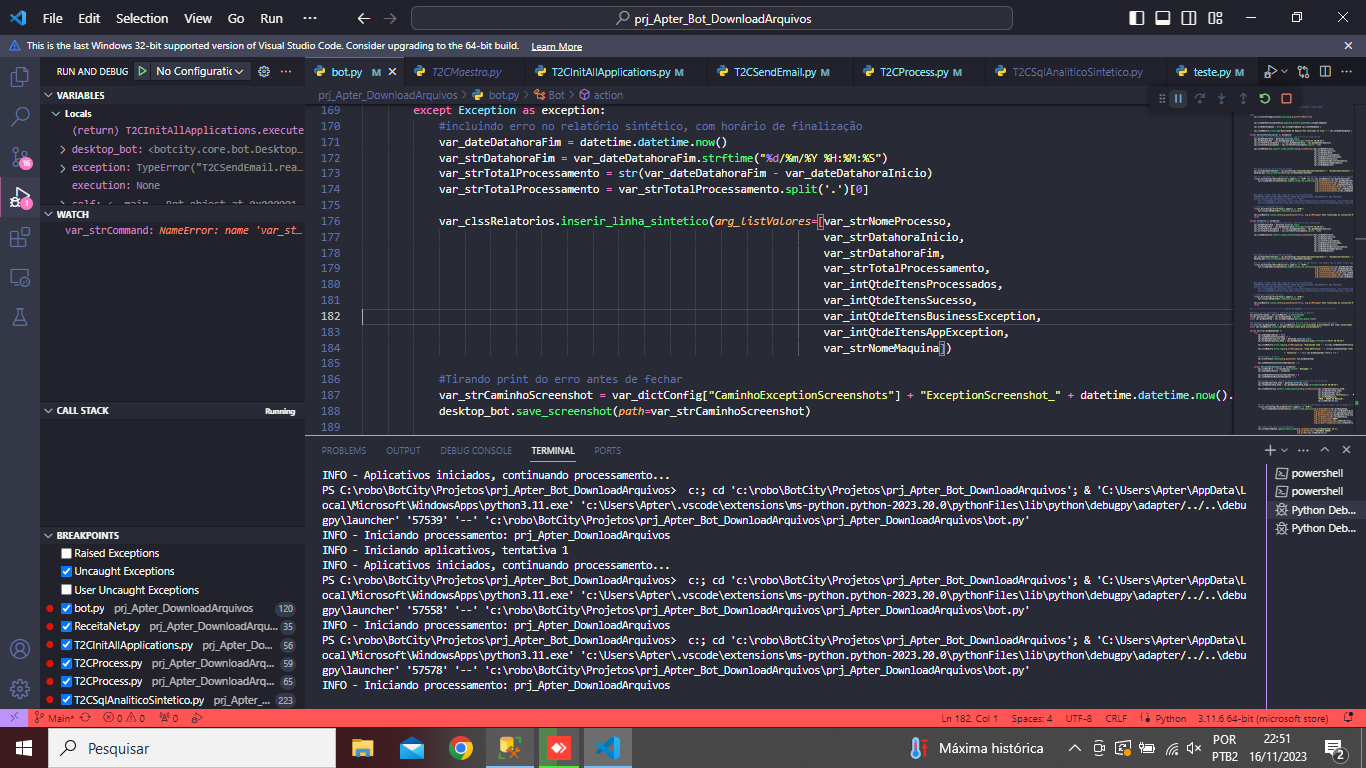 File Edit Selection View Go Run ··· prj_Apter_Bot_DownloadArquivos
This is the last Windows 32-bit supported version of Visual Studio Code. Consider upgrading to the 64-bit build. Learn More
RUN AND DEBUG No Configuratic
bot.py M T2CMaestro.py T2CInitAllApplications.py M T2CSendEmail.py M T2CProcess.py M T2CSqlAnaliticoSintetico.py teste.py M
prj_Apter_DownloadArquivos > bot.py > Bot > action
VARIABLES
Locals
(return) T2CInitAllApplications.execute
desktop_bot: <botcity.core.bot.Desktop…
exception: TypeError("T2CSendEmail.rea…
execution: None
WATCH
var_strCommand: NameError: name 'var_st…
CALL STACK Running
BREAKPOINTS
Raised Exceptions
Uncaught Exceptions
User Uncaught Exceptions
bot.py prj_Apter_DownloadArquivos 120
ReceitaNet.py prj_Apter_DownloadArqu... 35
T2CInitAllApplications.py prj_Apter_Do... 56
T2CProcess.py prj_Apter_DownloadArq... 59
T2CProcess.py prj_Apter_DownloadArq... 65
T2CSqlAnaliticoSintetico.py prj_Apter_... 223
16
1
169 except Exception as exception:
170 #incluindo erro no relatório sintético, com horário de finalização
171 var_dateDatahoraFim = datetime.datetime.now()
172 var_strDatahoraFim = var_dateDatahoraFim.strftime("%d/%m/%Y %H:%M:%S")
173 var_strTotalProcessamento = str(var_dateDatahoraFim - var_dateDatahoraInicio)
174 var_strTotalProcessamento = var_strTotalProcessamento.split('.')[0]
175
176 var_clssRelatorios.inserir_linha_sintetico(arg_ListValores=[var_strNomeProcesso,
177 var_strDatahoraInicio,
178 var_strDatahoraFim,
179 var_strTotalProcessamento,
180 var_intQtdeItensProcessados,
181 var_intQtdeItensSucesso,
182 var_intQtdeItensBusinessException,
183 var_intQtdeItensAppException,
184 var_strNomeMaquina])
185
186 #Tirando print do erro antes de fechar
187 var_strCaminhoScreenshot = var_dictConfig["CaminhoExceptionScreenshots"] + "ExceptionScreenshot_" + datetime.datetime.now().
188 desktop_bot.save_screenshot(path=var_strCaminhoScreenshot)
189
PROBLEMS OUTPUT DEBUG CONSOLE TERMINAL PORTS
INFO - Aplicativos iniciados, continuando processamento...
PS C:\robo\BotCity\Projetos\prj_Apter_Bot_DownloadArquivos> c:; cd 'c:\robo\BotCity\Projetos\prj_Apter_Bot_DownloadArquivos'; & 'C:\Users\Apter\AppData\L
ocal\Microsoft\WindowsApps\python3.11.exe' 'c:\Users\Apter\.vscode\extensions\ms-python.python-2023.20.0\pythonFiles\lib\python\debugpy\adapter/../..\debu
gpy\launcher' '57539' '--' 'c:\robo\BotCity\Projetos\prj_Apter_Bot_DownloadArquivos\bot.py'
INFO - Iniciando processamento: prj_Apter_DownloadArquivos
INFO - Iniciando aplicativos, tentativa 1
INFO - Aplicativos iniciados, continuando processamento...
PS C:\robo\BotCity\Projetos\prj_Apter_Bot_DownloadArquivos> c:; cd 'c:\robo\BotCity\Projetos\prj_Apter_Bot_DownloadArquivos'; & 'C:\Users\Apter\AppData\L
ocal\Microsoft\WindowsApps\python3.11.exe' 'c:\Users\Apter\.vscode\extensions\ms-python.python-2023.20.0\pythonFiles\lib\python\debugpy\adapter/../..\debu
gpy\launcher' '57558' '--' 'c:\robo\BotCity\Projetos\prj_Apter_Bot_DownloadArquivos\bot.py'
INFO - Iniciando processamento: prj_Apter_DownloadArquivos
PS C:\robo\BotCity\Projetos\prj_Apter_Bot_DownloadArquivos> c:; cd 'c:\robo\BotCity\Projetos\prj_Apter_Bot_DownloadArquivos'; & 'C:\Users\Apter\AppData\L
ocal\Microsoft\WindowsApps\python3.11.exe' 'c:\Users\Apter\.vscode\extensions\ms-python.python-2023.20.0\pythonFiles\lib\python\debugpy\adapter/../..\debu
gpy\launcher' '57578' '--' 'c:\robo\BotCity\Projetos\prj_Apter_Bot_DownloadArquivos\bot.py'
INFO - Iniciando processamento: prj_Apter_DownloadArquivos
powershell
powershell
Python Deb...
Python Deb...
Main* 0 0 0 Ln 182, Col 1 Spaces: 4 UTF-8 CRLF Python 3.11.6 64-bit (microsoft store)
Pesquisar
Máxima histórica
POR
PTB2
22:51
16/11/2023
2